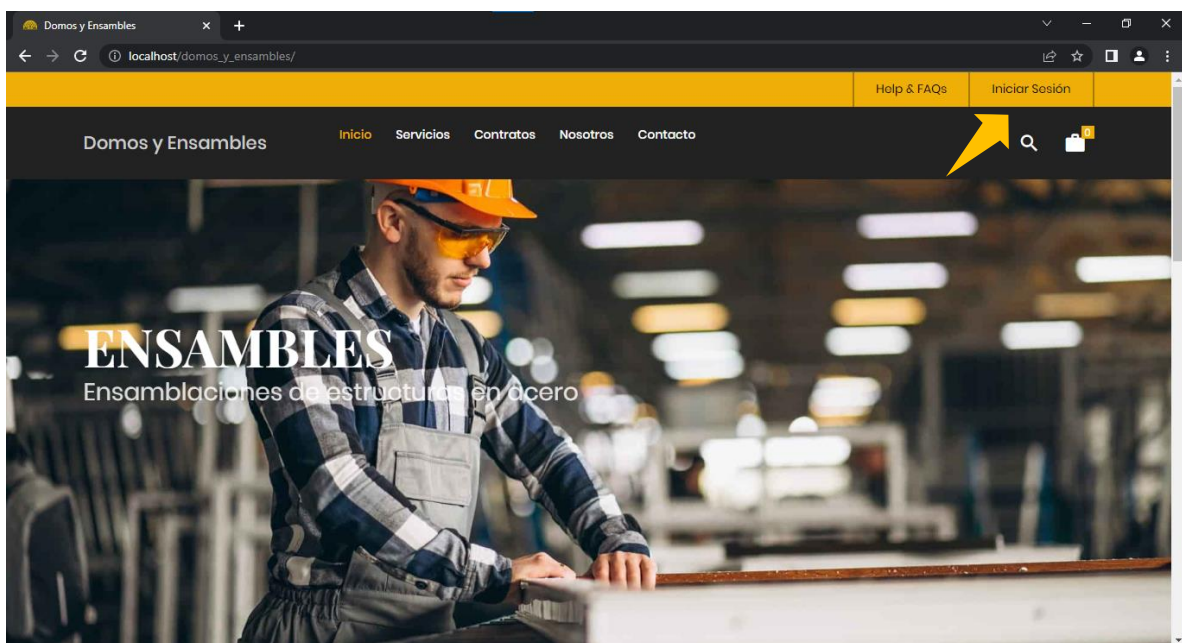 Domos y Ensambles
localhost/domos_y_ensambles/
Help & FAQs
Iniciar Sesión
Domos y Ensambles
Inicio
Servicios
Contratos
Nosotros
Contacto
0
ENSAMBLES
Ensamblaciones de estructuras en acero